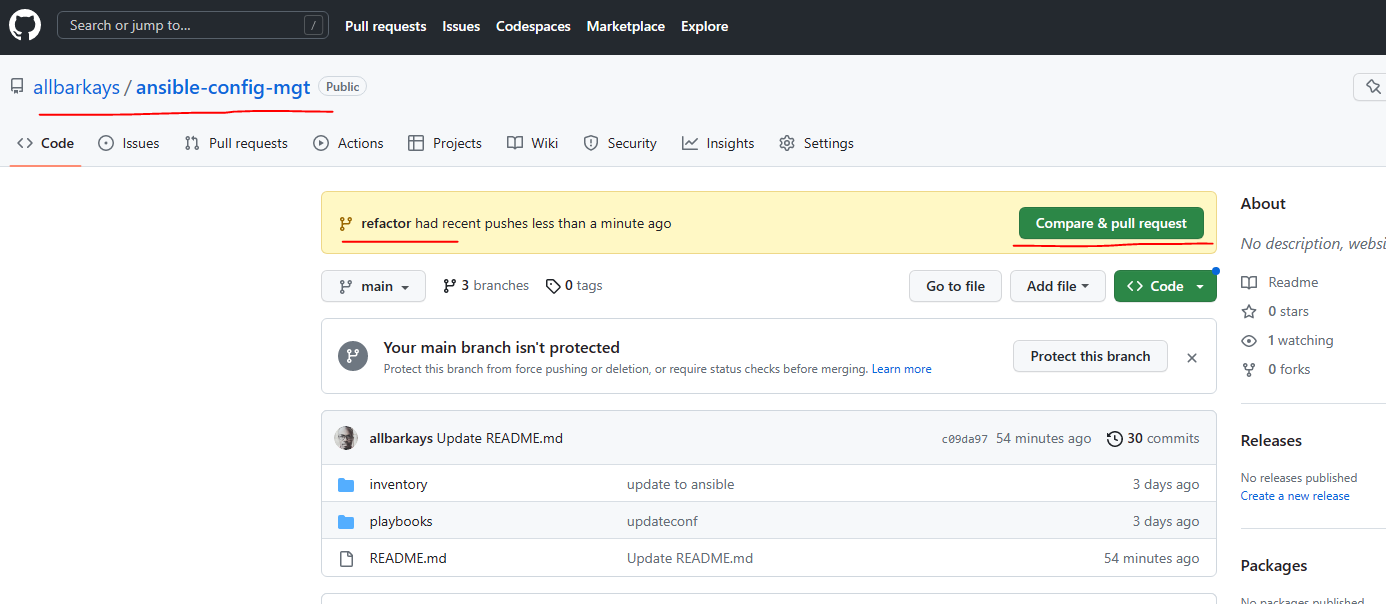 Search or jump to... / Pull requests Issues Codespaces Marketplace Explore
allbarkays / ansible-config-mgt Public
Code Issues Pull requests Actions Projects Wiki Security Insights Settings
refactor had recent pushes less than a minute ago Compare & pull request
main 3 branches 0 tags Go to file Add file Code
Your main branch isn't protected
Protect this branch from force pushing or deletion, or require status checks before merging. Learn more
Protect this branch
allbarkays Update README.md c09da97 54 minutes ago 30 commits
inventory update to ansible 3 days ago
playbooks updateconf 3 days ago
README.md Update README.md 54 minutes ago
About
No description, websi
Readme
0 stars
1 watching
0 forks
Releases
No releases published
Create a new release
Packages
No packages published